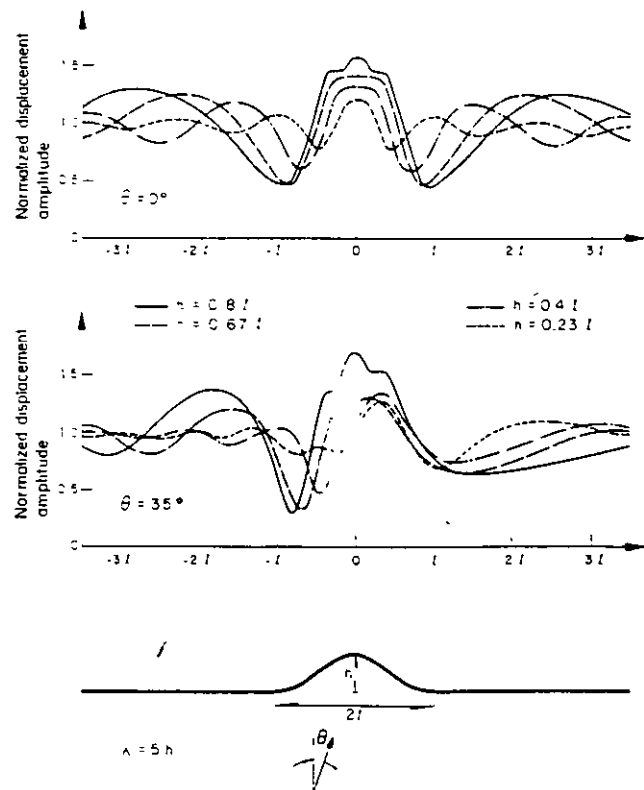 Normalized displacement
amplitude
1.0
0.5
0
θ = 0°
-3l -2l -l 0 l 2l 3l
h = 0.8 l
h = 0.67 l
h = 0.4 l
h = 0.23 l
Normalized displacement
amplitude
1.5
1.0
0.5
0
θ = 35°
-3l -2l -l 0 l 2l 3l
h
2l
θ
= 5 h